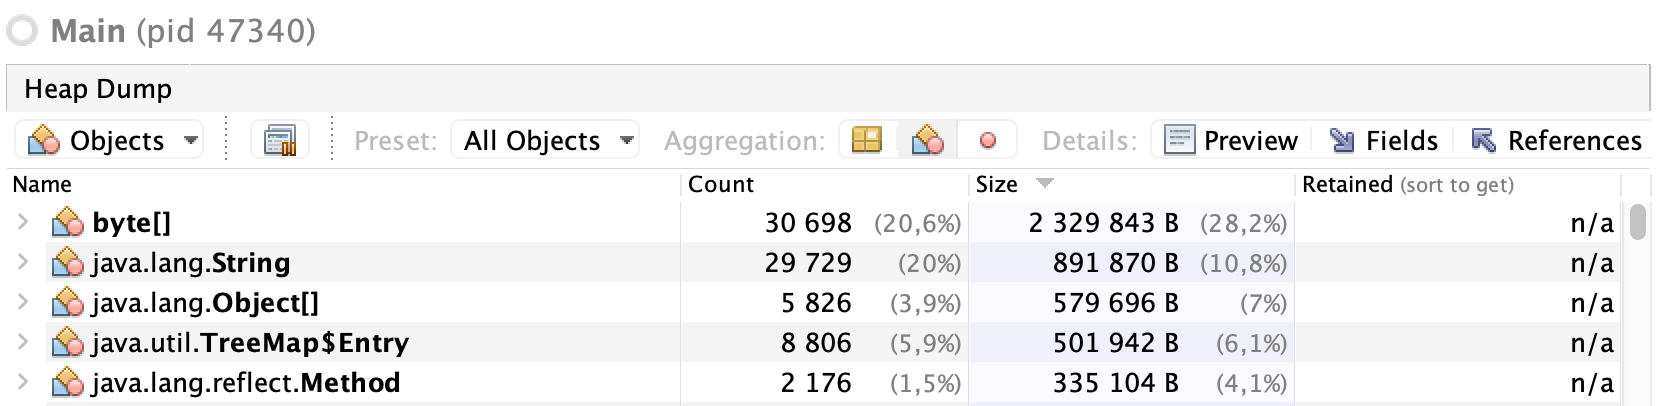 Main (pid 47340)
Heap Dump
Objects Preset: All Objects Aggregation: Details: Preview Fields References
Name Count Size Retained (sort to get)
byte[] 30 698 (20,6%) 2 329 843 B (28,2%) n/a
java.lang.String 29 729 (20%) 891 870 B (10,8%) n/a
java.lang.Object[] 5 826 (3,9%) 579 696 B (7%) n/a
java.util.TreeMap$Entry 8 806 (5,9%) 501 942 B (6,1%) n/a
java.lang.reflect.Method 2 176 (1,5%) 335 104 B (4,1%) n/a